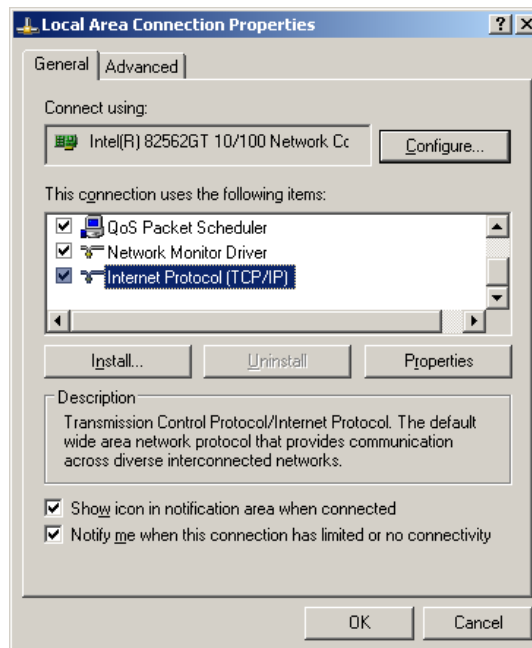 Local Area Connection Properties
General
Advanced
Connect using:
Intel(R) 82562GT 10/100 Network Cc
Configure...
This connection uses the following items:
QoS Packet Scheduler
Network Monitor Driver
Internet Protocol (TCP/IP)
Install...
Uninstall
Properties
Description
Transmission Control Protocol/Internet Protocol. The default
wide area network protocol that provides communication
across diverse interconnected networks.
Show icon in notification area when connected
Notify me when this connection has limited or no connectivity
OK
Cancel